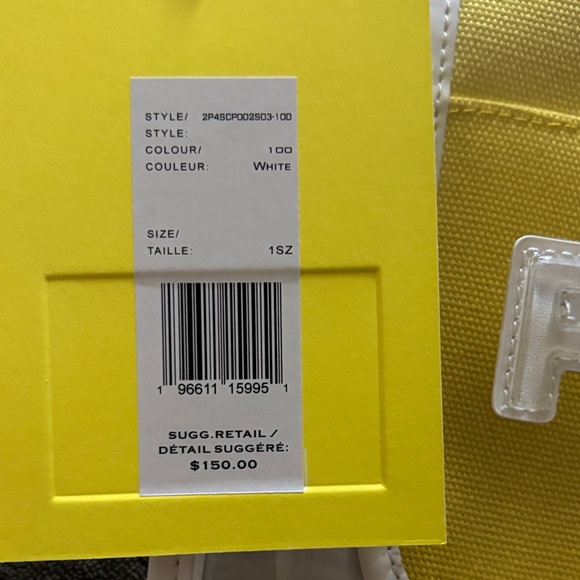 STYLE/ 2P4SCP002S03-100
STYLE:
COLOUR/ 100
COULEUR: WHITE
SIZE/
TAILLE: 1SZ
1 96611 15995 1
SUGG.RETAIL /
DÉTAIL SUGGÉRÉ:
$150.00